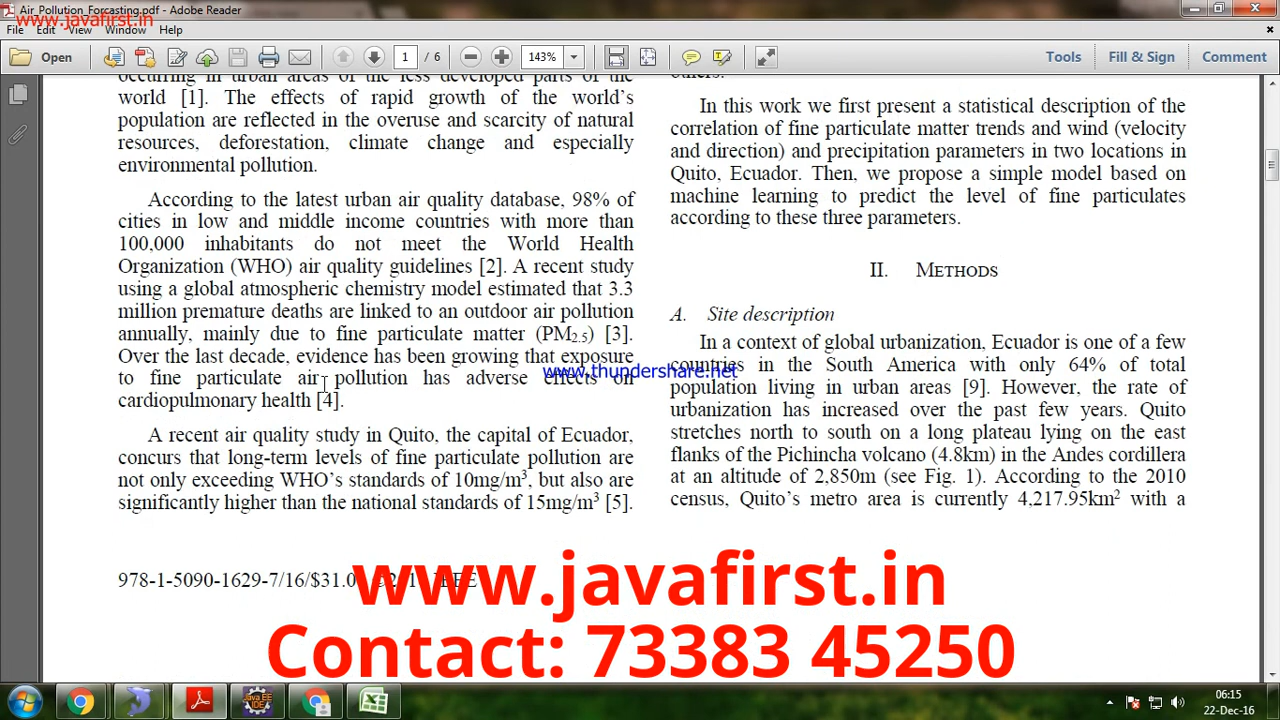 Air_Pollution_Forcasting.pdf - Adobe Reader
www.javafirst.in
File Edit View Window Help
Open 1 / 6 143% Tools Fill & Sign Comment
occurring in urban areas of the less developed parts of the
world [1]. The effects of rapid growth of the world's
population are reflected in the overuse and scarcity of natural
resources, deforestation, climate change and especially
environmental pollution.
According to the latest urban air quality database, 98% of
cities in low and middle income countries with more than
100,000 inhabitants do not meet the World Health
Organization (WHO) air quality guidelines [2]. A recent study
using a global atmospheric chemistry model estimated that 3.3
million premature deaths are linked to an outdoor air pollution
annually, mainly due to fine particulate matter (PM2.5) [3].
Over the last decade, evidence has been growing that exposure
to fine particulate air pollution has adverse effects on
cardiopulmonary health [4].
A recent air quality study in Quito, the capital of Ecuador,
concurs that long-term levels of fine particulate pollution are
not only exceeding WHO's standards of 10mg/m3, but also are
significantly higher than the national standards of 15mg/m3 [5].
others.
In this work we first present a statistical description of the
correlation of fine particulate matter trends and wind (velocity
and direction) and precipitation parameters in two locations in
Quito, Ecuador. Then, we propose a simple model based on
machine learning to predict the level of fine particulates
according to these three parameters.
II. METHODS
A. Site description
In a context of global urbanization, Ecuador is one of a few
countries in the South America with only 64% of total
population living in urban areas [9]. However, the rate of
urbanization has increased over the past few years. Quito
stretches north to south on a long plateau lying on the east
flanks of the Pichincha volcano (4.8km) in the Andes cordillera
at an altitude of 2,850m (see Fig. 1). According to the 2010
census, Quito's metro area is currently 4,217.95km2 with a
www.thundershare.net
978-1-5090-1629-7/16/$31.0
www.javafirst.in
Contact: 73383 45250
Java EE
IDE
06:15
22-Dec-16